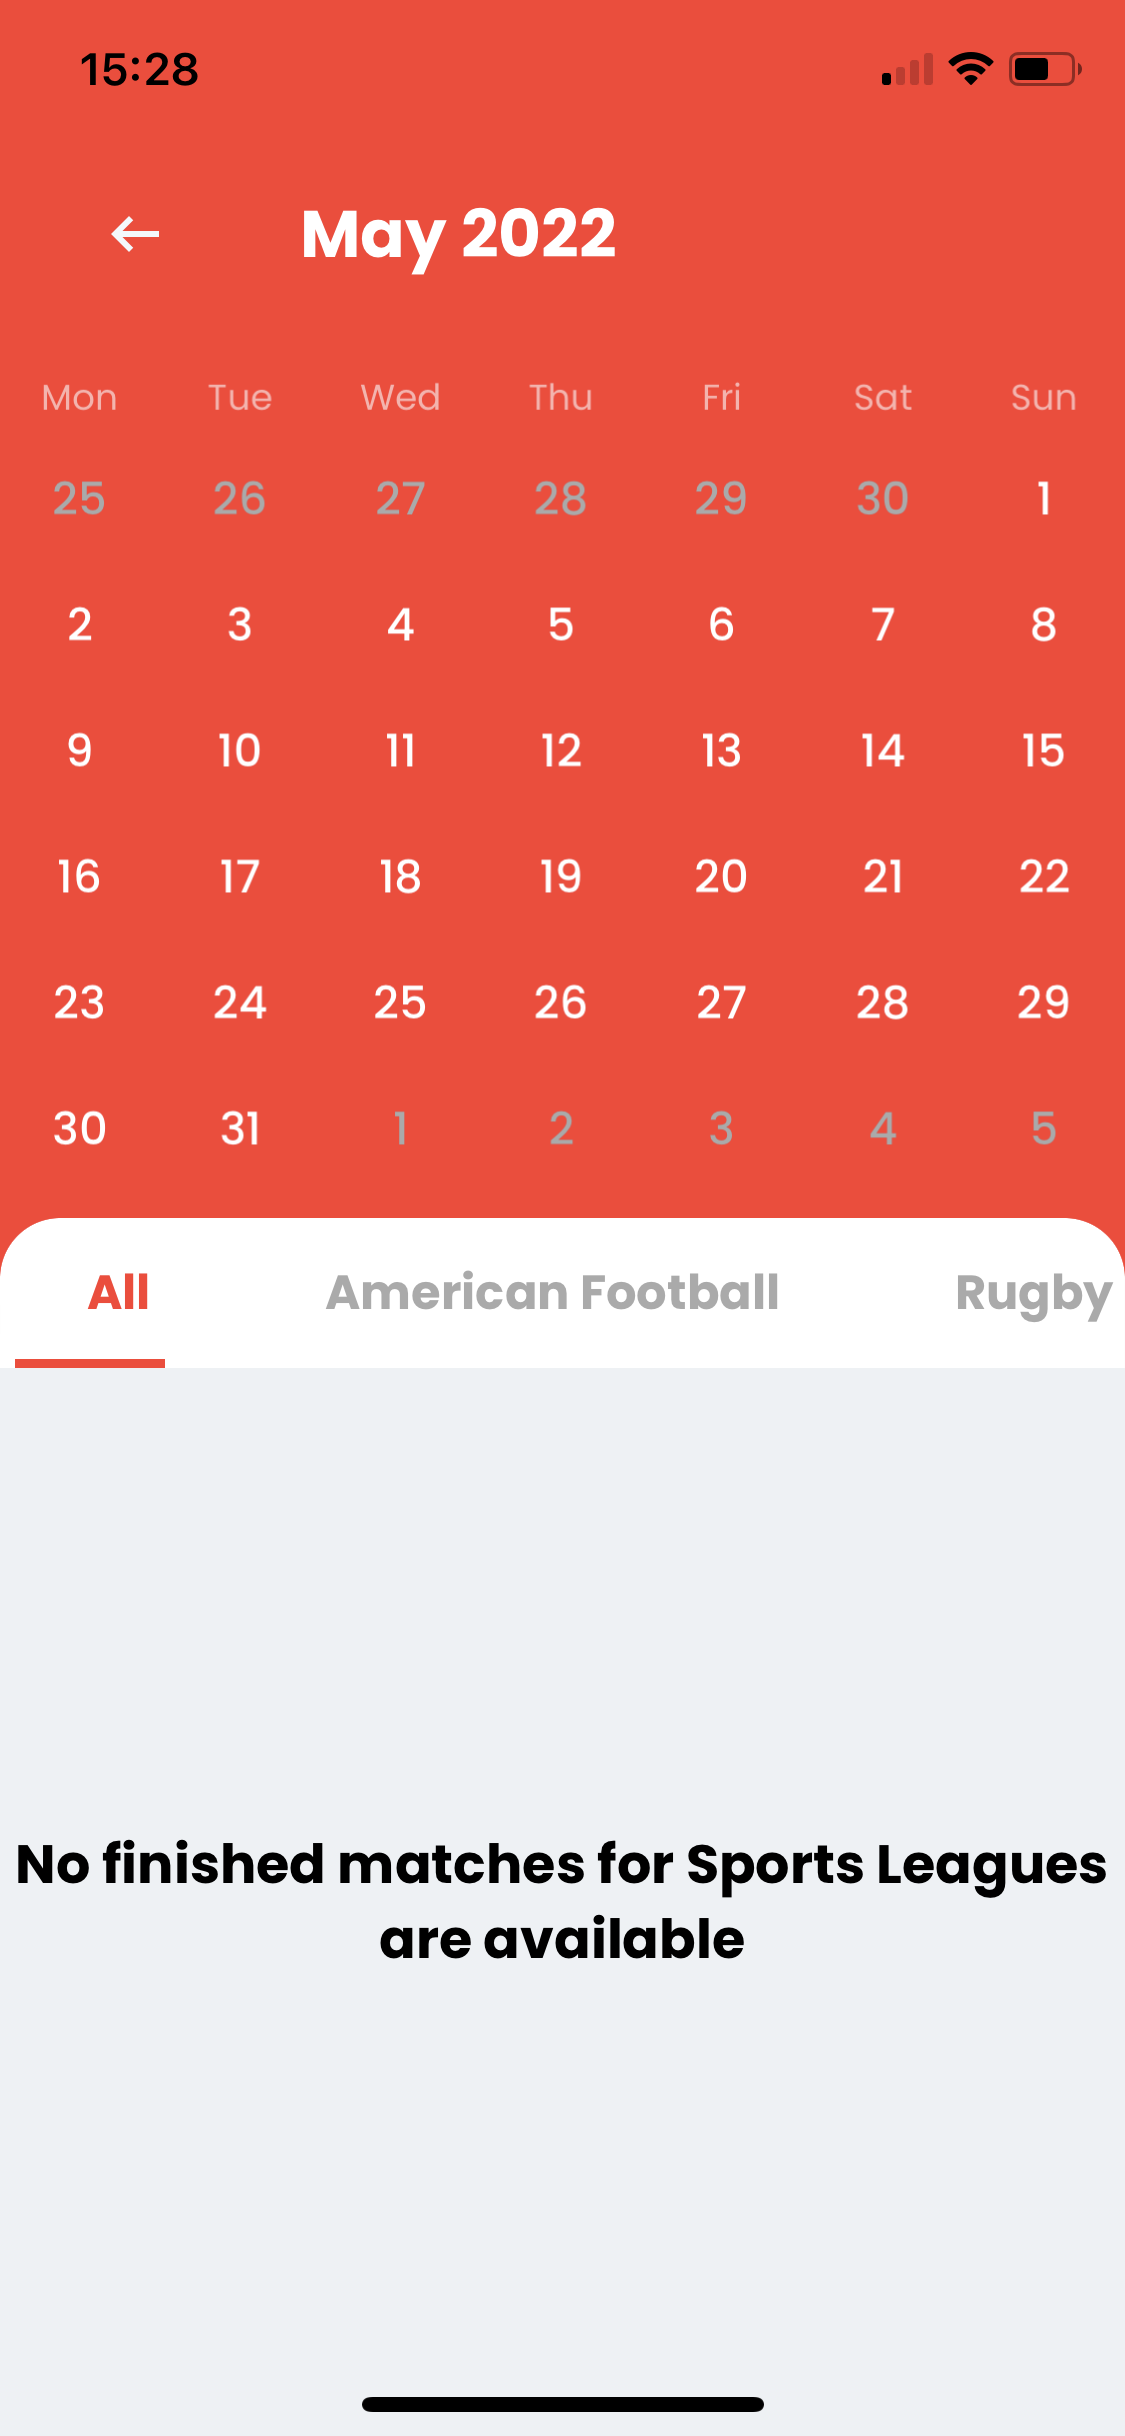 15:28
May 2022
Mon Tue Wed Thu Fri Sat Sun
25 26 27 28 29 30 1
2 3 4 5 6 7 8
9 10 11 12 13 14 15
16 17 18 19 20 21 22
23 24 25 26 27 28 29
30 31 1 2 3 4 5
All American Football Rugby
No finished matches for Sports Leagues
are available